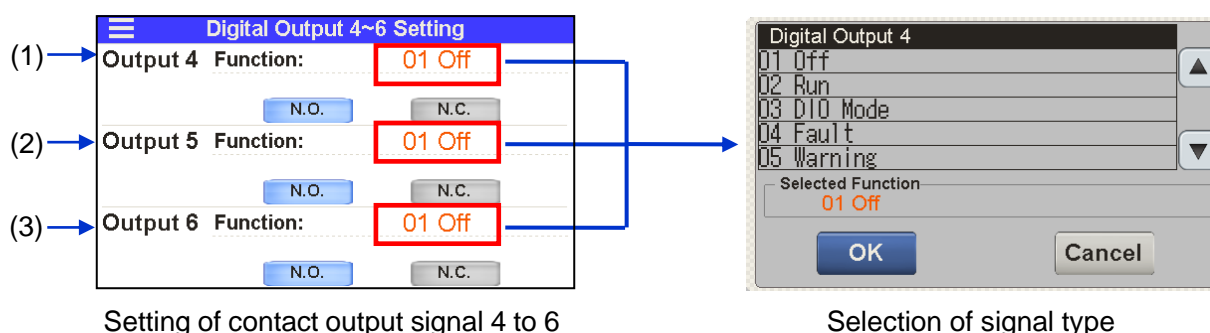 Digital Output 4~6 Setting
(1)
Output 4 Function: 01 Off
N.O. N.C.
(2)
Output 5 Function: 01 Off
N.O. N.C.
(3)
Output 6 Function: 01 Off
N.O. N.C.
Setting of contact output signal 4 to 6
Digital Output 4
01 Off
02 Run
03 DIO Mode
04 Fault
05 Warning
Selected Function
01 Off
OK Cancel
Selection of signal type